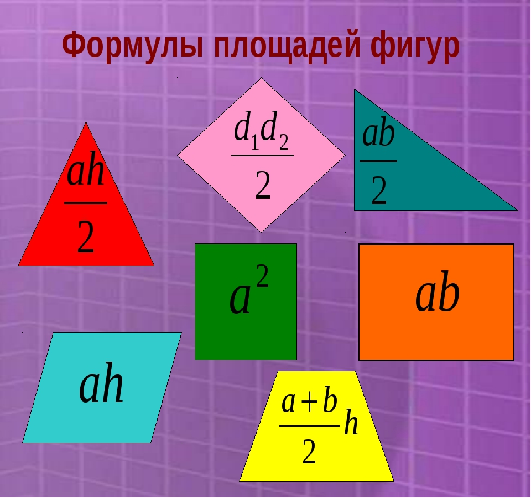 Формулы площадей фигур
ah/2
d₁d₂/2
ab/2
a²
ab
ah
(a+b)/2 h